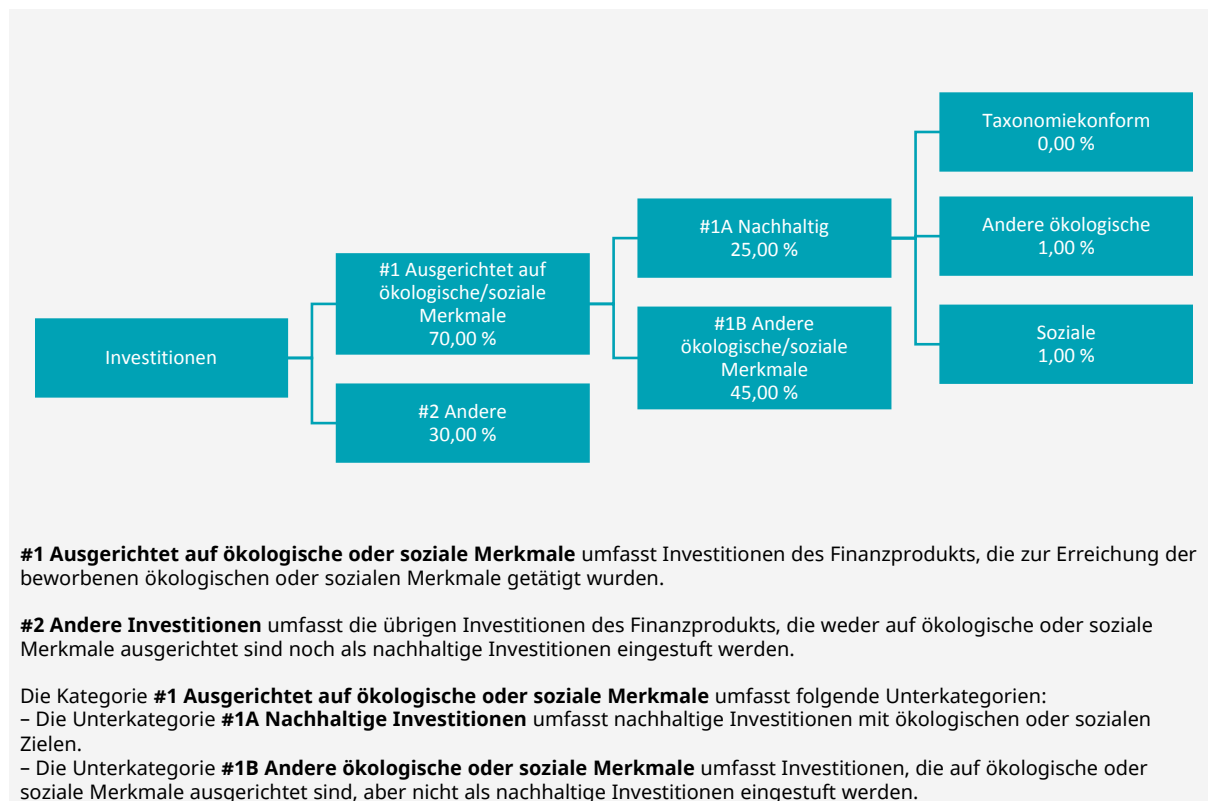 Taxonomiekonform
0,00 %
#1A Nachhaltig
25,00 %
Andere ökologische
1,00 %
#1 Ausgerichtet auf
ökologische/soziale
Merkmale
70,00 %
Investitionen
#1B Andere
ökologische/soziale
Merkmale
45,00 %
Soziale
1,00 %
#2 Andere
30,00 %
#1 Ausgerichtet auf ökologische oder soziale Merkmale umfasst Investitionen des Finanzprodukts, die zur Erreichung der
beworbenen ökologischen oder sozialen Merkmale getätigt wurden.
#2 Andere Investitionen umfasst die übrigen Investitionen des Finanzprodukts, die weder auf ökologische oder soziale
Merkmale ausgerichtet sind noch als nachhaltige Investitionen eingestuft werden.
Die Kategorie #1 Ausgerichtet auf ökologische oder soziale Merkmale umfasst folgende Unterkategorien:
– Die Unterkategorie #1A Nachhaltige Investitionen umfasst nachhaltige Investitionen mit ökologischen oder sozialen
Zielen.
– Die Unterkategorie #1B Andere ökologische oder soziale Merkmale umfasst Investitionen, die auf ökologische oder
soziale Merkmale ausgerichtet sind, aber nicht als nachhaltige Investitionen eingestuft werden.